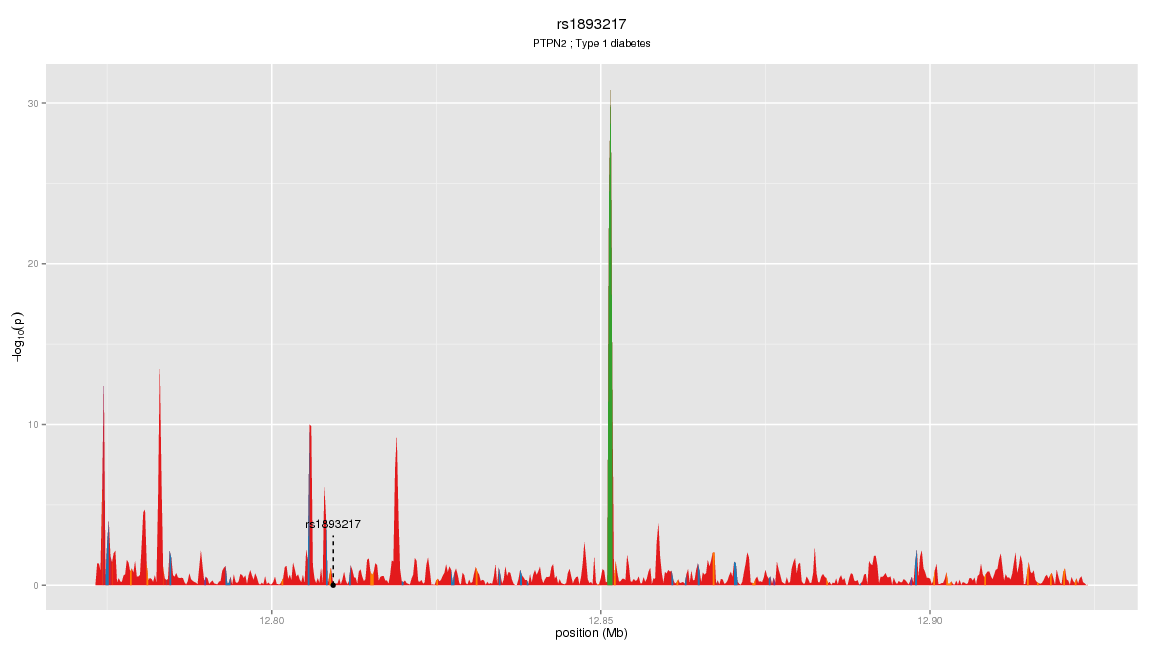 rs1893217
PTPN2 ; Type 1 diabetes
30
20
10
0
−log10(p)
rs1893217
12.80
12.85
12.90
position (Mb)